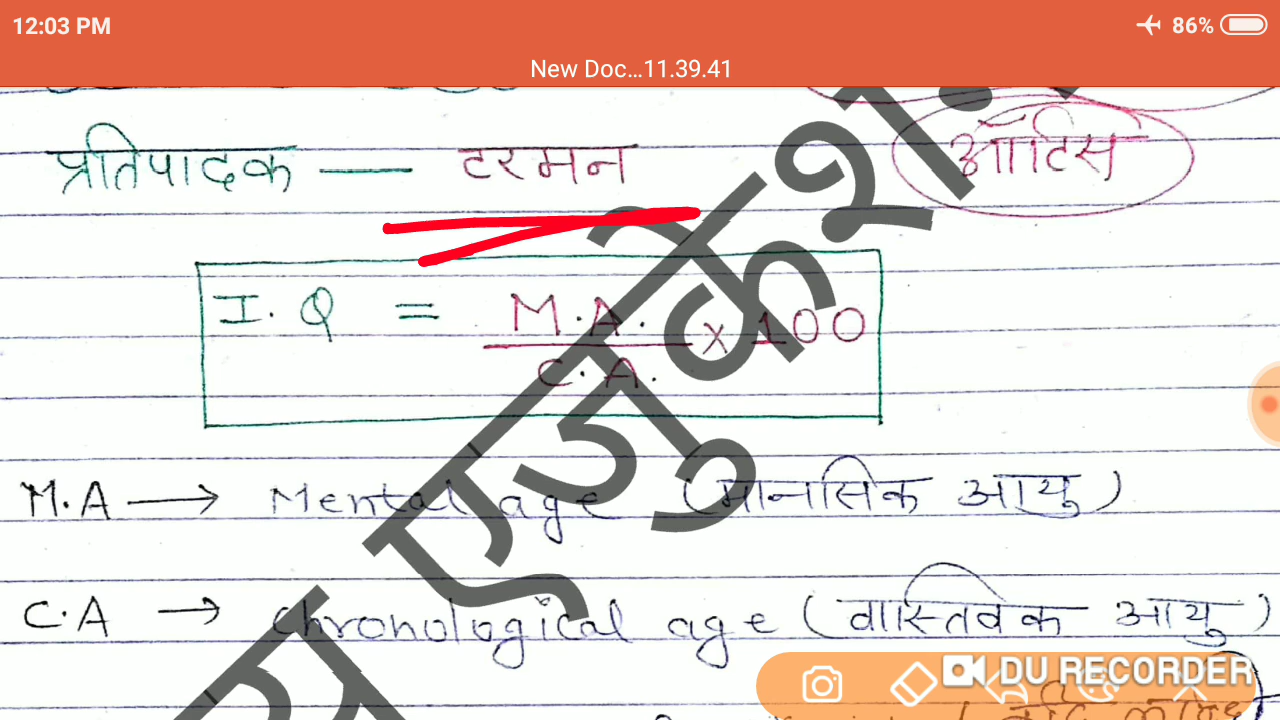 12:03 PM 86%
New Doc...11.39.41
प्रतिपादक — टरमन
ऑटिस
I.Q = M.A. / C.A. x 100
M.A → Mental age (मानसिक आयु)
C.A → Chronological age (वास्तविक आयु)
एजुकेश
DU RECORDER